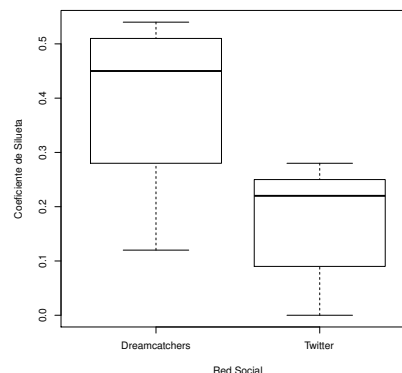 Coeficiente de Silueta
0.5
0.4
0.3
0.2
0.1
0.0
Dreamcatchers
Twitter
Red Social